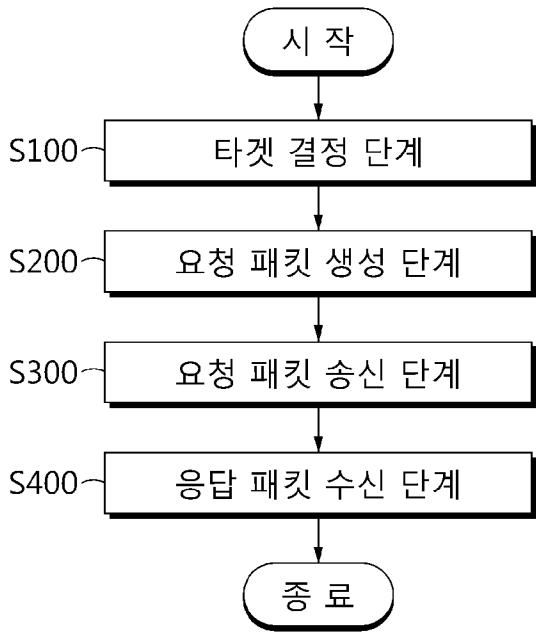 시 작
S100 타겟 결정 단계
S200 요청 패킷 생성 단계
S300 요청 패킷 송신 단계
S400 응답 패킷 수신 단계
종 료